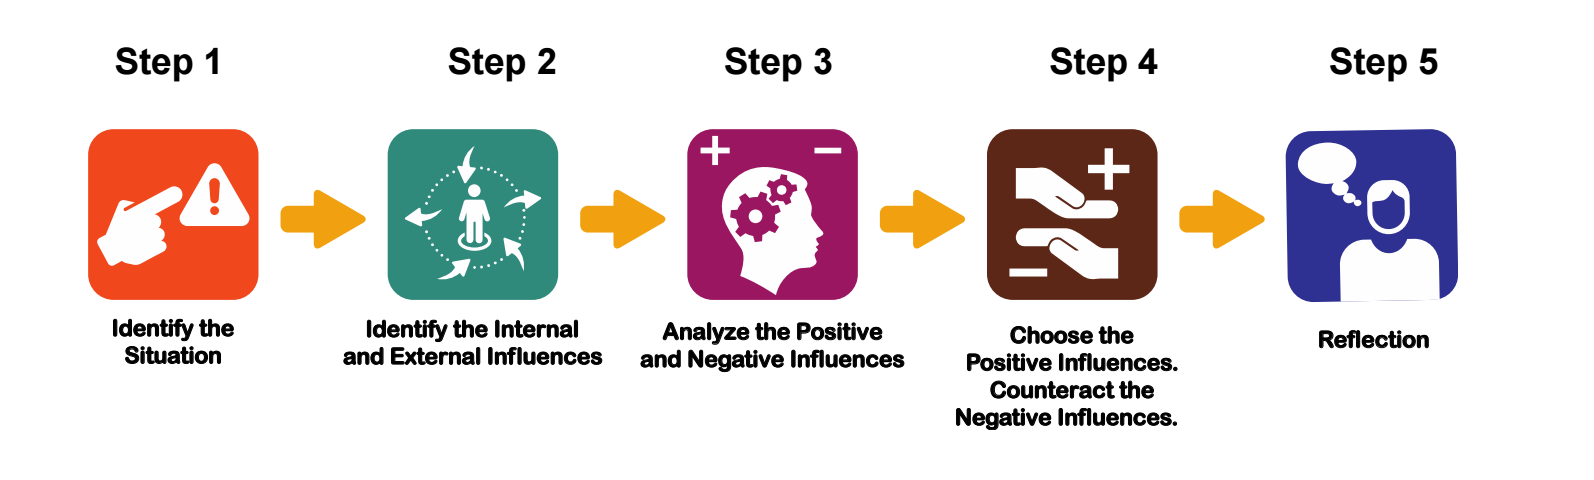 Step 1
Step 2
Step 3
Step 4
Step 5
Identify the
Situation
Identify the Internal
and External Influences
Analyze the Positive
and Negative Influences
Choose the
Positive Influences.
Counteract the
Negative Influences.
Reflection